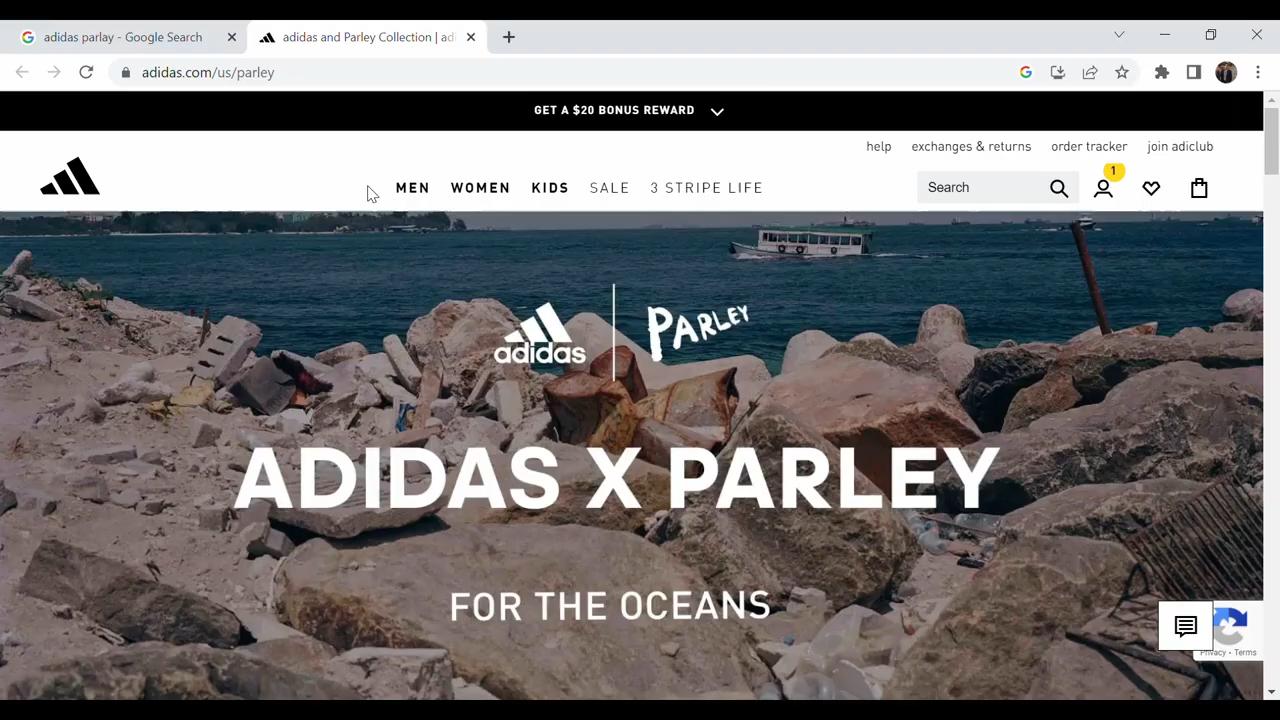 adidas parlay - Google Search
adidas and Parley Collection | adi
adidas.com/us/parley
GET A $20 BONUS REWARD
help exchanges & returns order tracker join adiclub
1
MEN WOMEN KIDS SALE 3 STRIPE LIFE
Search
adidas PARLEY
ADIDAS X PARLEY
FOR THE OCEANS
Privacy - Terms